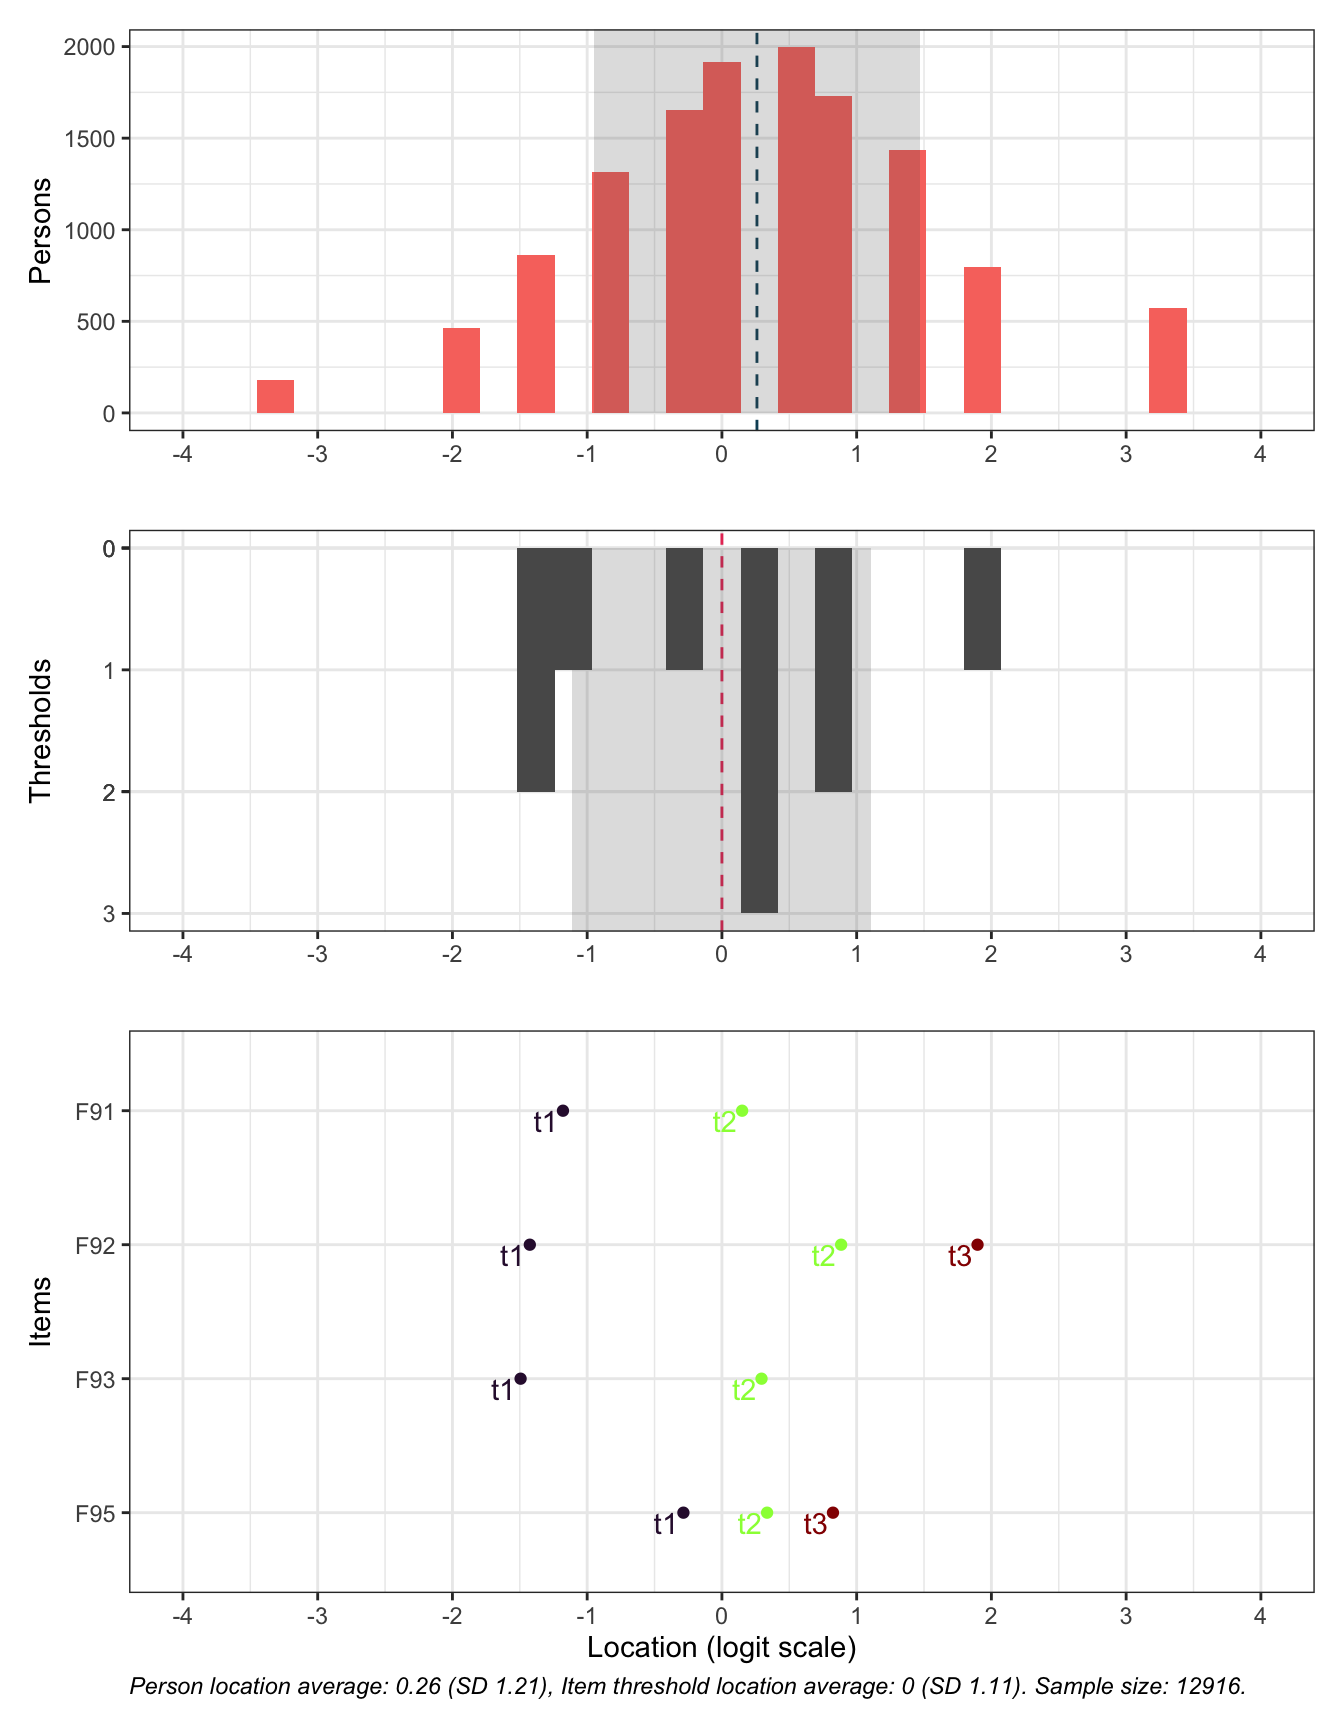 2000
1500
1000
500
0
Persons
-4 -3 -2 -1 0 1 2 3 4
0
1
2
3
Thresholds
-4 -3 -2 -1 0 1 2 3 4
F91 t1 t2
F92 t1 t2 t3
F93 t1 t2
F95 t1 t2 t3
Items
-4 -3 -2 -1 0 1 2 3 4
Location (logit scale)
Person location average: 0.26 (SD 1.21), Item threshold location average: 0 (SD 1.11). Sample size: 12916.